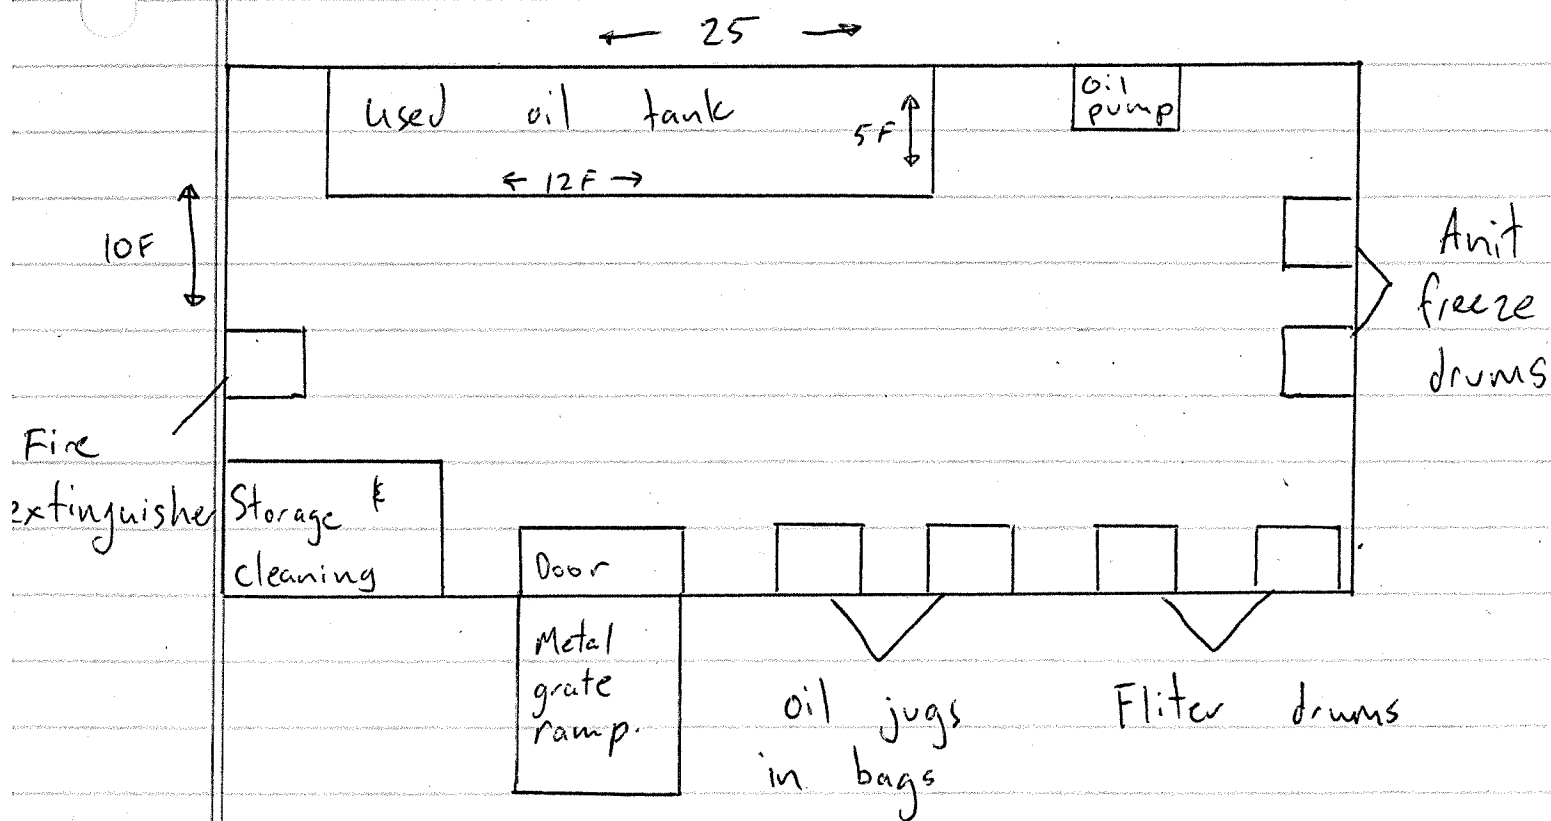 ← 25 →
used oil tank
5F
← 12F →
oil
pump
10F
Anit
freeze
drums
Fire
extinguisher
Storage &
cleaning
Door
Metal
grate
ramp.
oil jugs
in bags
Fliter drums